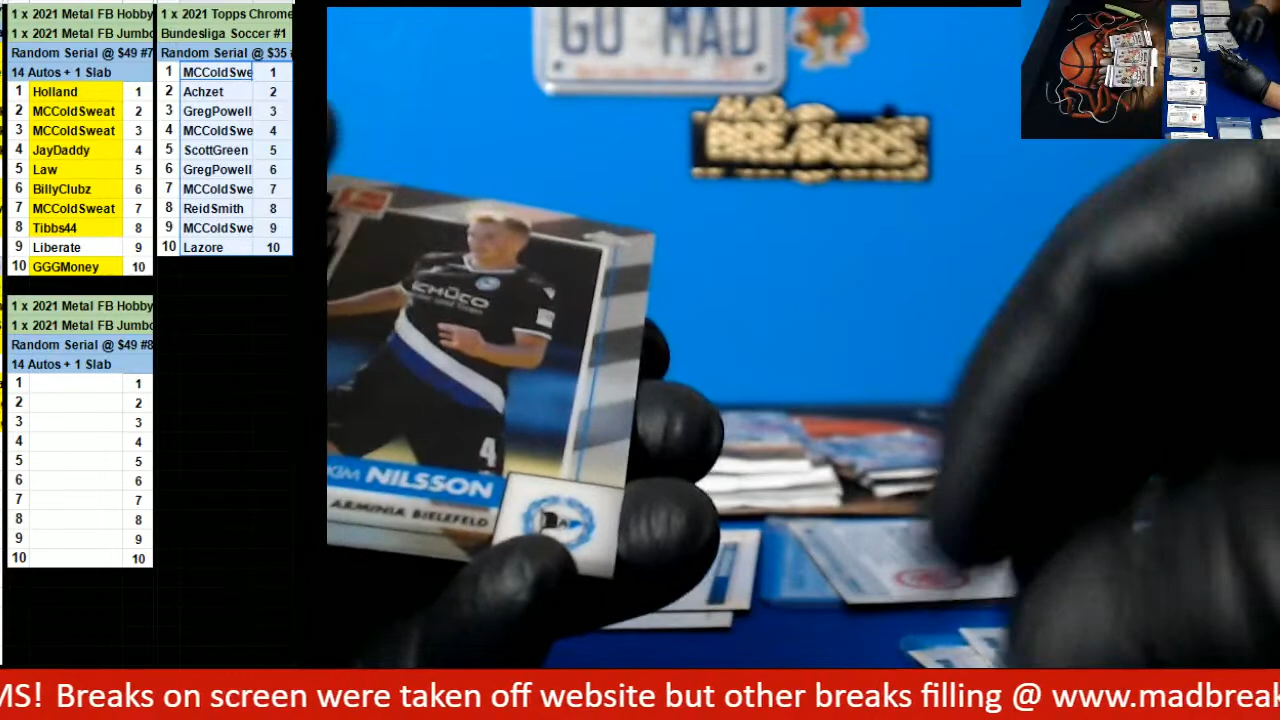 1 x 2021 Metal FB Hobby
1 x 2021 Metal FB Jumbo
Random Serial @ $49 #7
14 Autos + 1 Slab
1 Holland 1
2 MCColdSweat 2
3 MCColdSweat 3
4 JayDaddy 4
5 Law 5
6 BillyClubz 6
7 MCColdSweat 7
8 Tibbs44 8
9 Liberate 9
10 GGGMoney 10
1 x 2021 Metal FB Hobby
1 x 2021 Metal FB Jumbo
Random Serial @ $49 #8
14 Autos + 1 Slab
1 1
2 2
3 3
4 4
5 5
6 6
7 7
8 8
9 9
10 10
1 x 2021 Topps Chrome
Bundesliga Soccer #1
Random Serial @ $35
1 MCColdSwe 1
2 Achzet 2
3 GregPowell 3
4 MCColdSwe 4
5 ScottGreen 5
6 GregPowell 6
7 MCColdSwe 7
8 ReidSmith 8
9 MCColdSwe 9
10 Lazore 10
GO MAD
MAD
BREAKERS
SCHÜCO
4
KIM NILSSON
ARMINIA BIELEFELD
MS! Breaks on screen were taken off website but other breaks filling @ www.madbreak